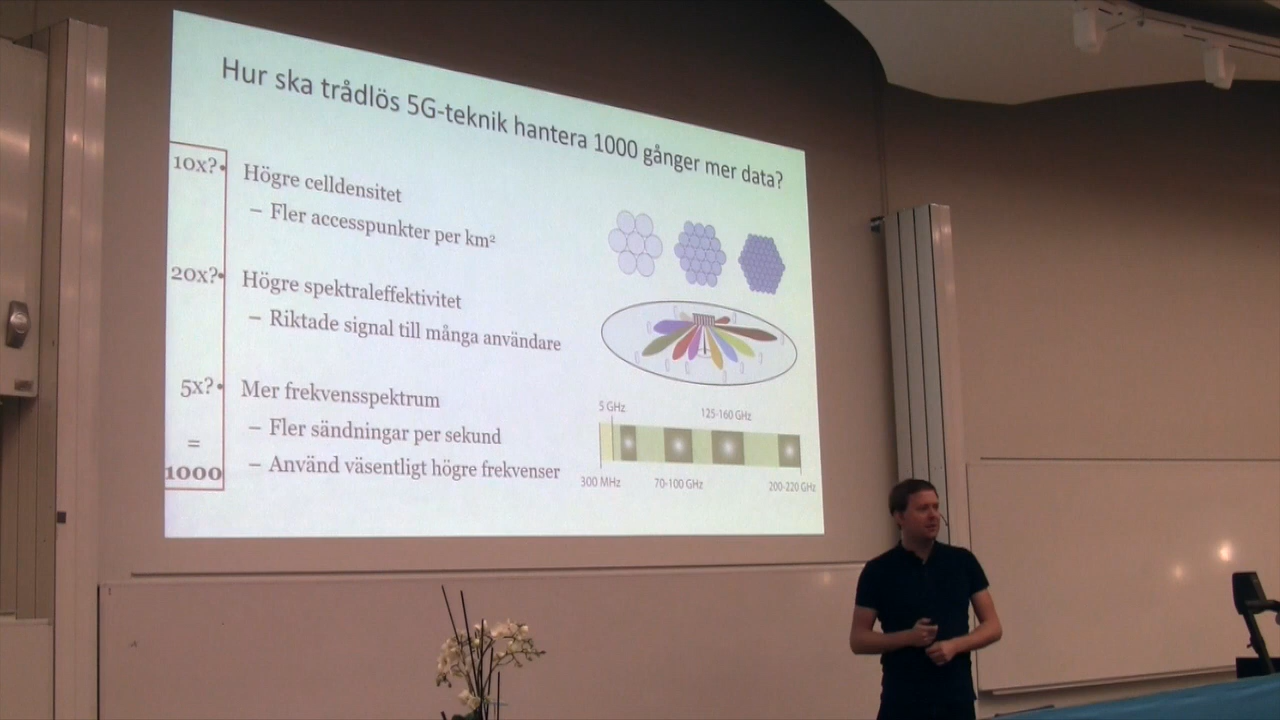 Hur ska trådlös 5G-teknik hantera 1000 gånger mer data?
10x?
• Högre celldensitet
– Fler accesspunkter per km²
20x?
• Högre spektraleffektivitet
– Riktade signal till många användare
5x?
• Mer frekvensspektrum
– Fler sändningar per sekund
– Använd väsentligt högre frekvenser
=
1000
5 GHz
125-160 GHz
300 MHz
70-100 GHz
200-220 GHz